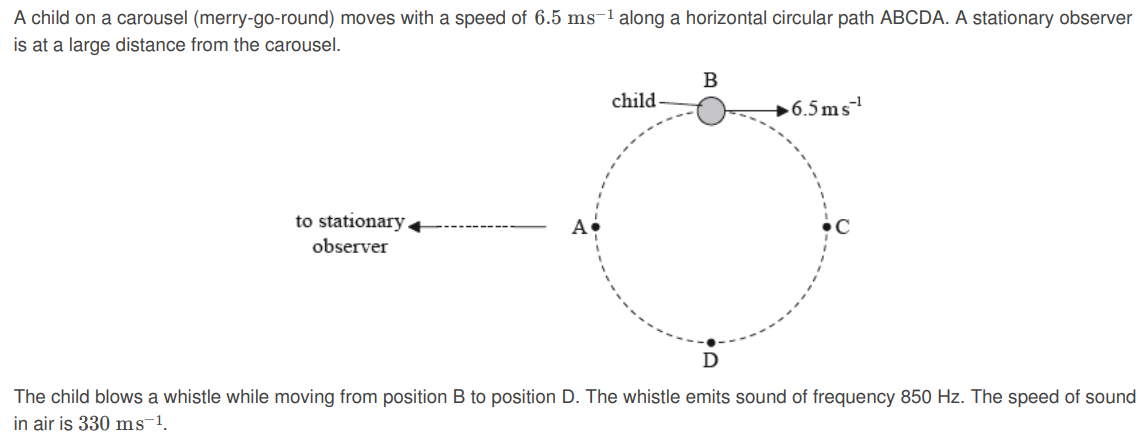 A child on a carousel (merry-go-round) moves with a speed of 6.5 ms⁻¹ along a horizontal circular path ABCDA. A stationary observer
is at a large distance from the carousel.
B
child
6.5 m s⁻¹
to stationary
observer
A
C
D
The child blows a whistle while moving from position B to position D. The whistle emits sound of frequency 850 Hz. The speed of sound
in air is 330 ms⁻¹.